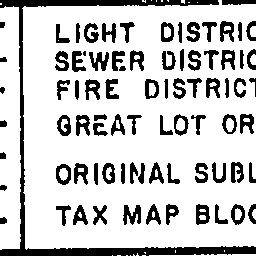 LIGHT DISTRIC
SEWER DISTRIC
FIRE DISTRICT
GREAT LOT OR
ORIGINAL SUBL
TAX MAP BLOC